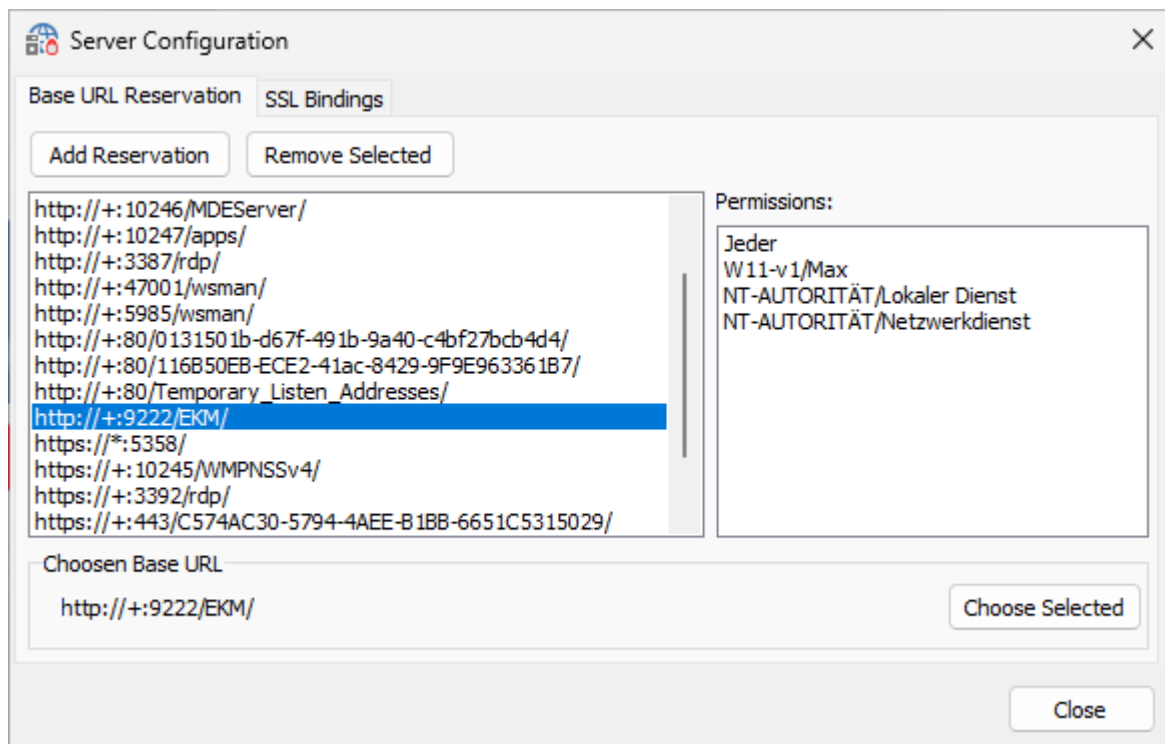 Server Configuration
Base URL Reservation
SSL Bindings
Add Reservation
Remove Selected
http://+:10246/MDEServer/
http://+:10247/apps/
http://+:3387/rdp/
http://+:47001/wsman/
http://+:5985/wsman/
http://+:80/0131501b-d67f-491b-9a40-c4bf27bcb4d4/
http://+:80/116B50EB-ECE2-41ac-8429-9F9E963361B7/
http://+:80/Temporary_Listen_Addresses/
http://+:9222/EKM/
https://*:5358/
https://+:10245/WMPNSSv4/
https://+:3392/rdp/
https://+:443/C574AC30-5794-4AEE-B1BB-6651C5315029/
Permissions:
Jeder
W11-v1/Max
NT-AUTORITÄT/Lokaler Dienst
NT-AUTORITÄT/Netzwerkdienst
Choosen Base URL
http://+:9222/EKM/
Choose Selected
Close